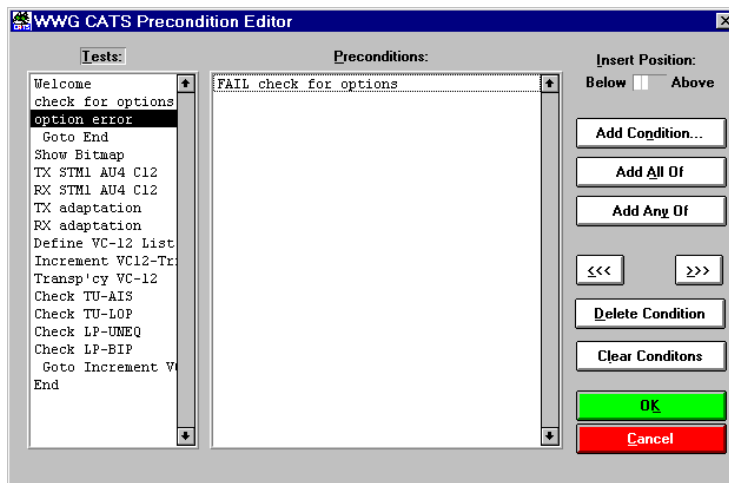 WWG CATS Precondition Editor
Tests:
Welcome
check for options
option error
Goto End
Show Bitmap
TX STM1 AU4 C12
RX STM1 AU4 C12
TX adaptation
RX adaptation
Define VC-12 List
Increment VC12-Tr
Transp'cy VC-12
Check TU-AIS
Check TU-LOP
Check LP-UNEQ
Check LP-BIP
Goto Increment V
End
Preconditions:
FAIL check for options
Insert Position:
Below Above
Add Condition...
Add All Of
Add Any Of
<<< >>>
Delete Condition
Clear Conditons
OK
Cancel